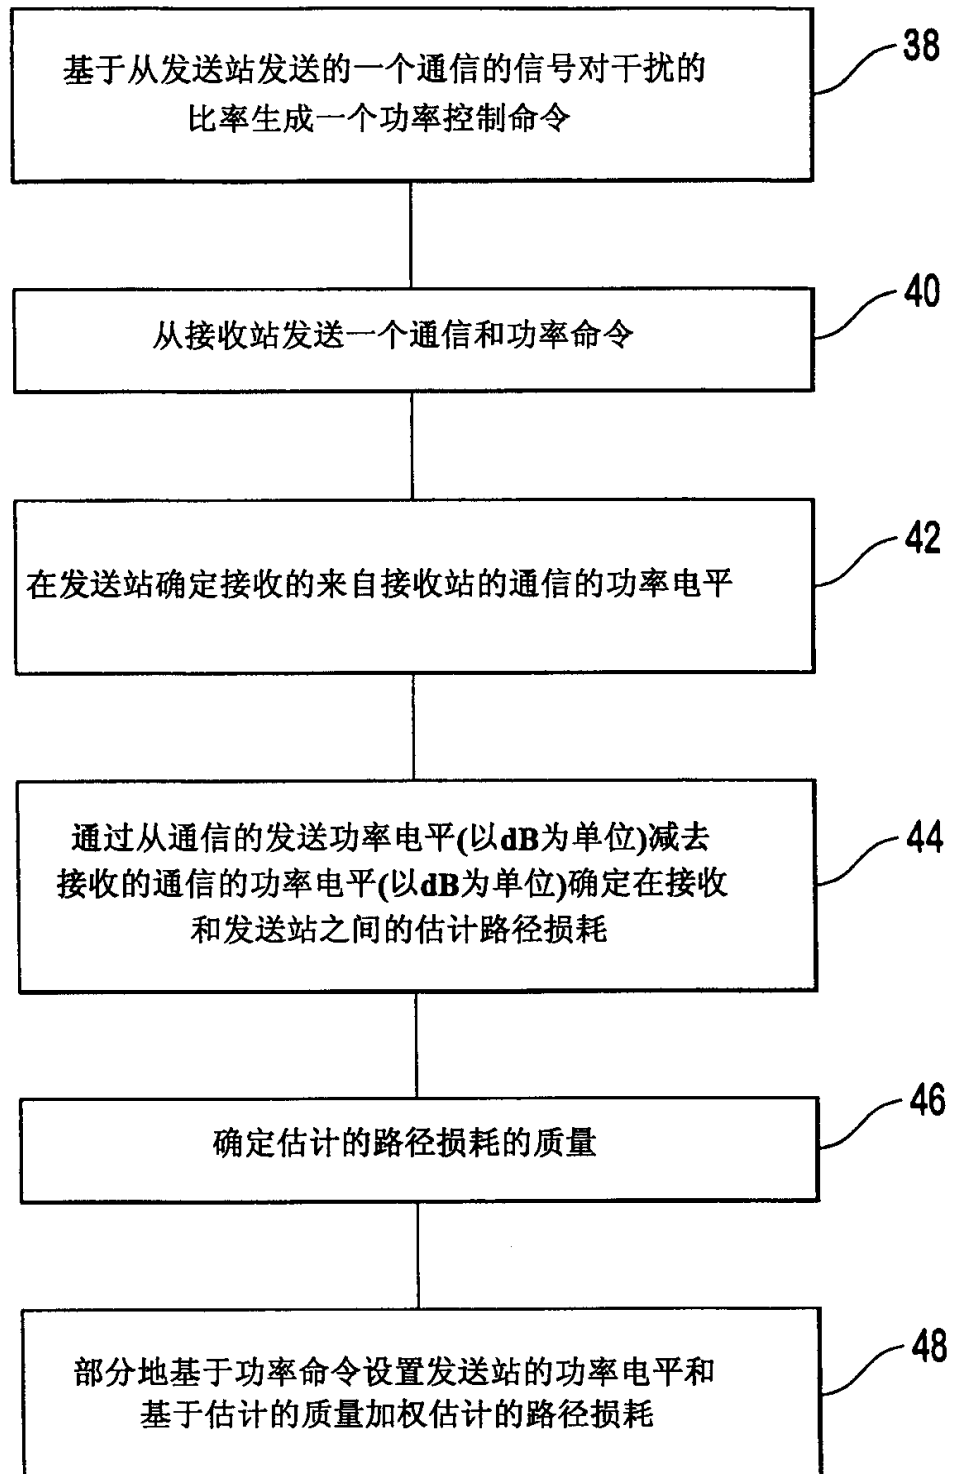 基于从发送站发送的一个通信的信号对干扰的
比率生成一个功率控制命令
38
从接收站发送一个通信和功率命令
40
在发送站确定接收的来自接收站的通信的功率电平
42
通过从通信的发送功率电平(以dB为单位)减去
接收的通信的功率电平(以dB为单位)确定在接收
和发送站之间的估计路径损耗
44
确定估计的路径损耗的质量
46
部分地基于功率命令设置发送站的功率电平和
基于估计的质量加权估计的路径损耗
48